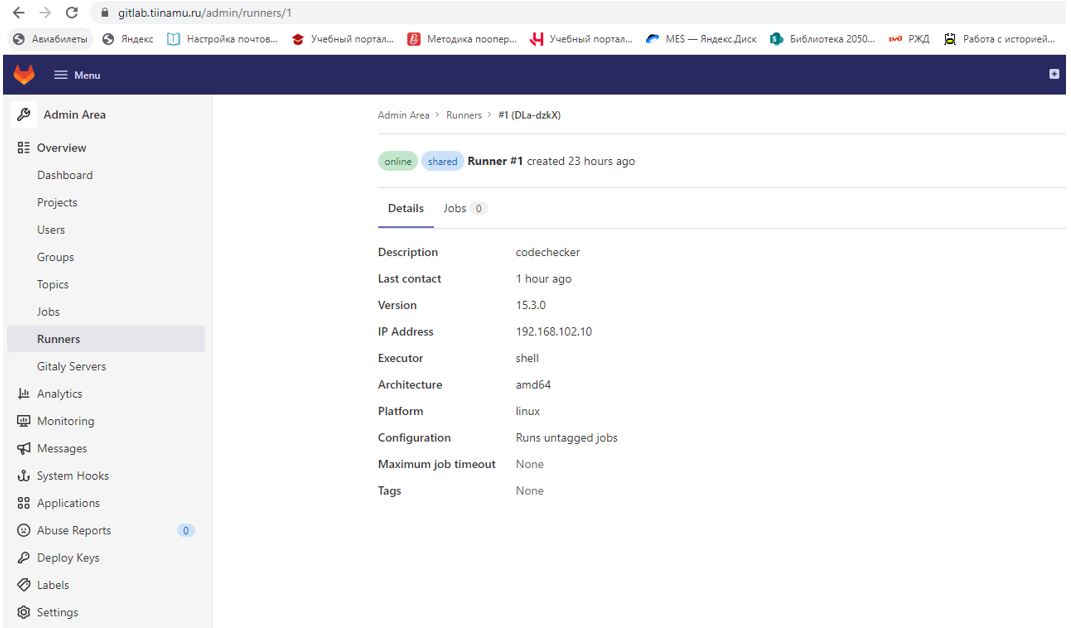 gitlab.tiinamu.ru/admin/runners/1
Авиабилеты Яндекс Настройка почтов... Учебный портал... Методика поопер... Учебный портал... MES — Яндекс.Диск Библиотека 2050... РЖД Работа с историей...
Menu
Admin Area
Overview
Dashboard
Projects
Users
Groups
Topics
Jobs
Runners
Gitaly Servers
Analytics
Monitoring
Messages
System Hooks
Applications
Abuse Reports 0
Deploy Keys
Labels
Settings
Admin Area > Runners > #1 (DLa-dzkX)
online shared Runner #1 created 23 hours ago
Details Jobs 0
Description codechecker
Last contact 1 hour ago
Version 15.3.0
IP Address 192.168.102.10
Executor shell
Architecture amd64
Platform linux
Configuration Runs untagged jobs
Maximum job timeout None
Tags None